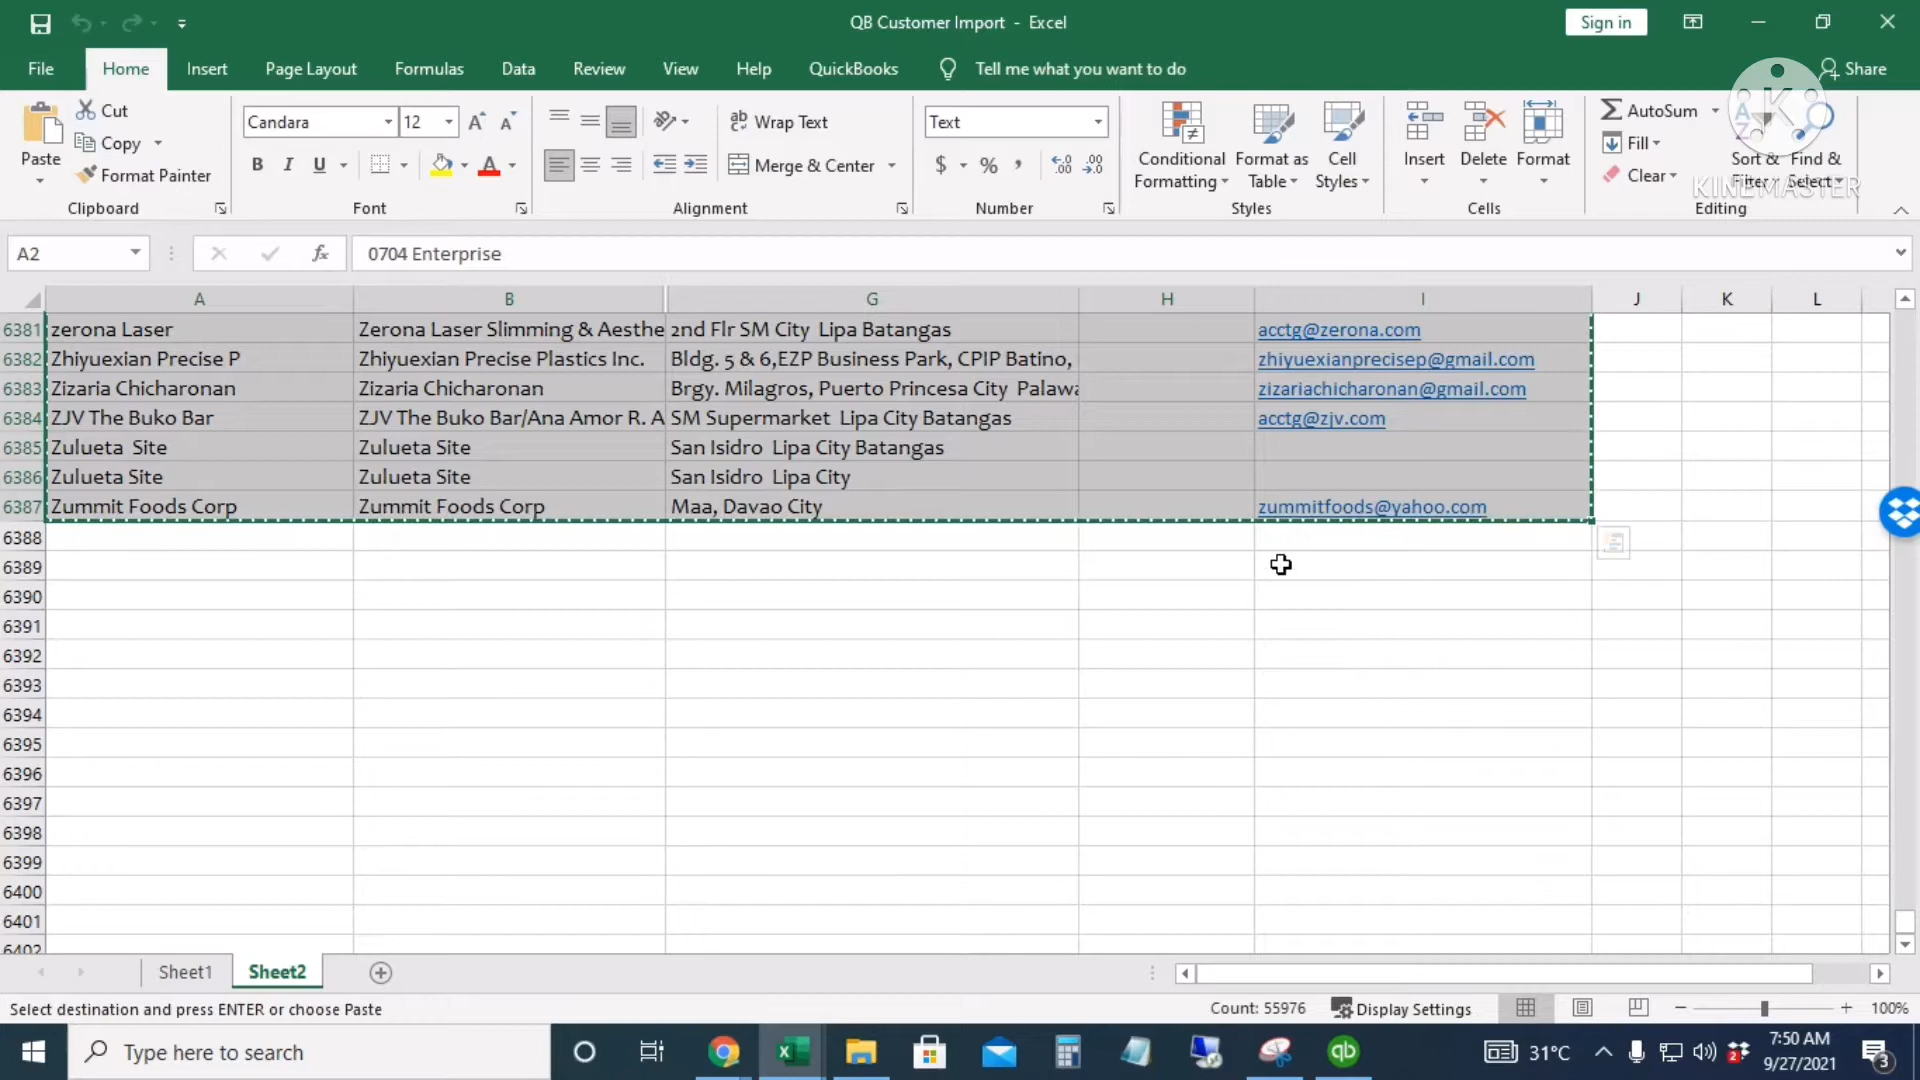 QB Customer Import - Excel
Sign in
File Home Insert Page Layout Formulas Data Review View Help QuickBooks Tell me what you want to do Share
Paste
Cut
Copy
Format Painter
Clipboard
Candara 12
B I U
Font
Wrap Text
Merge & Center
Alignment
Text
$ % ,
Number
Conditional Formatting
Format as Table
Cell Styles
Styles
Insert Delete Format
Cells
AutoSum
Fill
Clear
Sort & Filter
Find & Select
Editing
KINEMASTER
A2 fx 0704 Enterprise
A B G H I J K L
6381 zerona Laser Zerona Laser Slimming & Aesthe 2nd Flr SM City Lipa Batangas acctg@zerona.com
6382 Zhiyuexian Precise P Zhiyuexian Precise Plastics Inc. Bldg. 5 & 6,EZP Business Park, CPIP Batino, zhiyuexianprecisep@gmail.com
6383 Zizaria Chicharonan Zizaria Chicharonan Brgy. Milagros, Puerto Princesa City Palawa zizariachicharonan@gmail.com
6384 ZJV The Buko Bar ZJV The Buko Bar/Ana Amor R. A SM Supermarket Lipa City Batangas acctg@zjv.com
6385 Zulueta  Site Zulueta Site San Isidro Lipa City Batangas
6386 Zulueta Site Zulueta Site San Isidro Lipa City
6387 Zummit Foods Corp Zummit Foods Corp Maa, Davao City zummitfoods@yahoo.com
6388
6389
6390
6391
6392
6393
6394
6395
6396
6397
6398
6399
6400
6401
6402
Sheet1 Sheet2
Select destination and press ENTER or choose Paste Count: 55976 Display Settings 100%
Type here to search 31°C 7:50 AM
9/27/2021